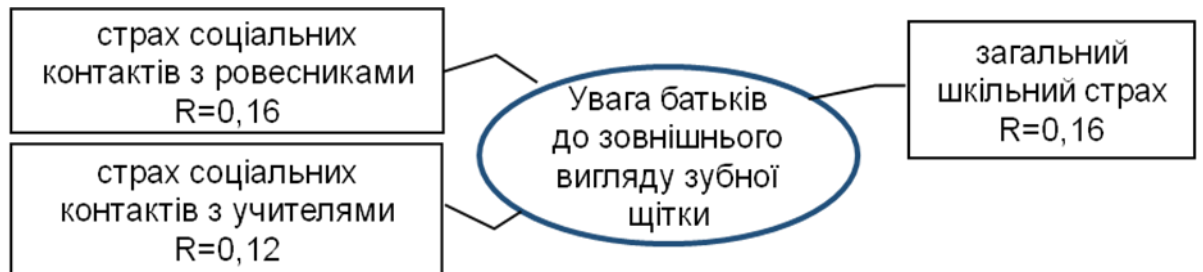 страх соціальних
контактів з ровесниками
R=0,16
страх соціальних
контактів з учителями
R=0,12
Увага батьків
до зовнішнього
вигляду зубної
щітки
загальний
шкільний страх
R=0,16